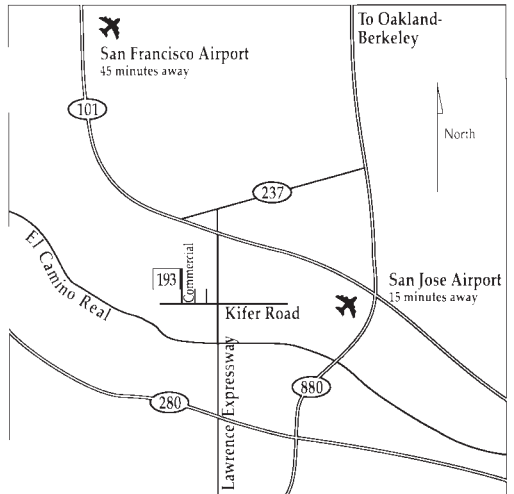 To Oakland-
Berkeley
San Francisco Airport
45 minutes away
101
North
237
El Camino Real
193
Commercial
San Jose Airport
15 minutes away
Kifer Road
Lawrence Expressway
880
280